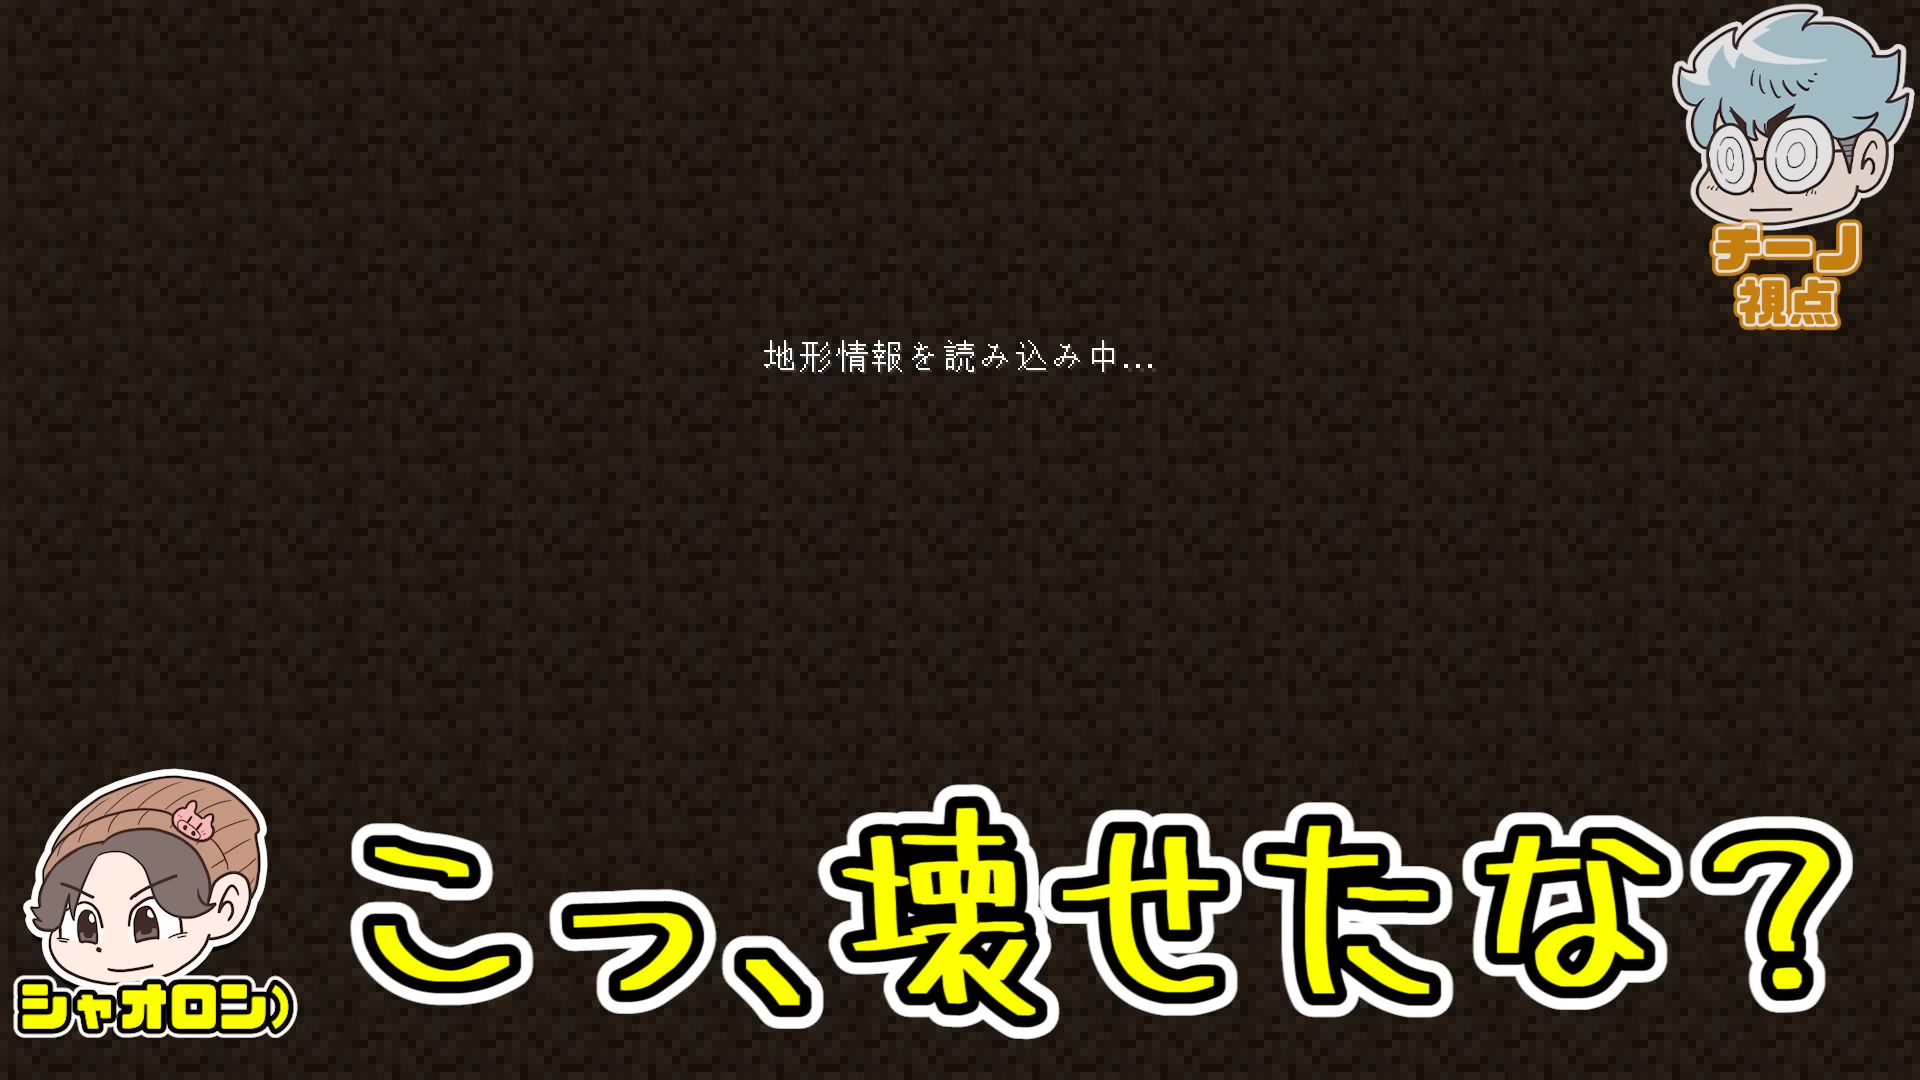 チーノ
視点
地形情報を読み込み中...
こっ、壊せたな？
シャオロン)